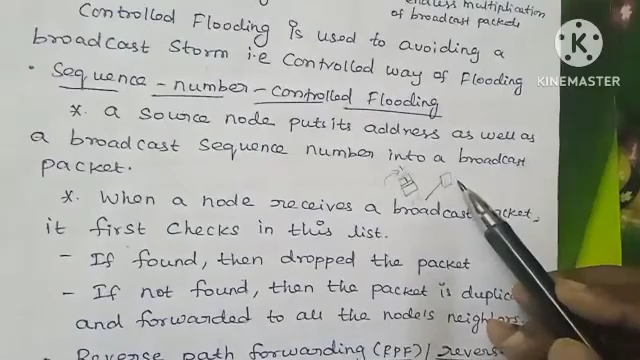 endless multiplication
of broadcast packets
Controlled Flooding is used to avoiding a
broadcast storm i.e controlled way of Flooding
• Sequence - number - controlled Flooding
* a source node puts its address as well as
a broadcast sequence number into a broadcast
packet.
* When a node receives a broadcast
it first checks in this list.
- If found, then dropped the packet
- If not found, then the packet is
and forwarded to all the node's neighbors.
• Reverse path forwarding (RPF) /
KINEMASTER